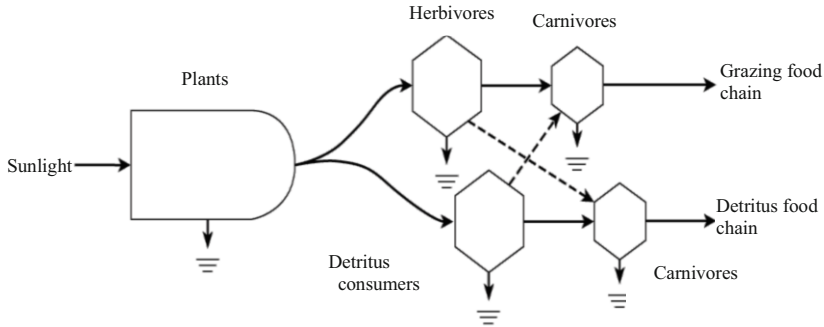 Herbivores
Carnivores
Plants
Grazing food
chain
Sunlight
Detritus food
chain
Detritus
consumers
Carnivores